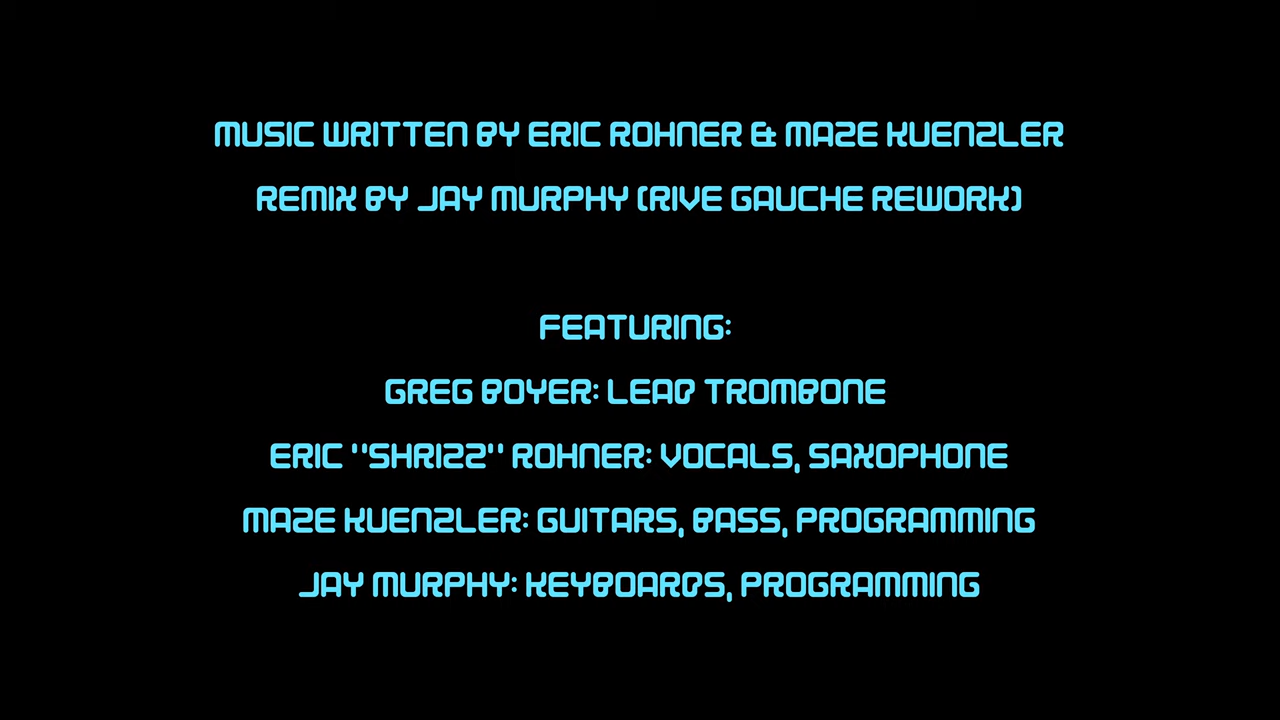 MUSIC WRITTEN BY ERIC ROHNER & MAZE KUENZLER
REMIX BY JAY MURPHY (RIVE GAUCHE REWORK)
FEATURING:
GREG BOYER: LEAD TROMBONE
ERIC "SHRIZZ" ROHNER: VOCALS, SAXOPHONE
MAZE KUENZLER: GUITARS, BASS, PROGRAMMING
JAY MURPHY: KEYBOARDS, PROGRAMMING